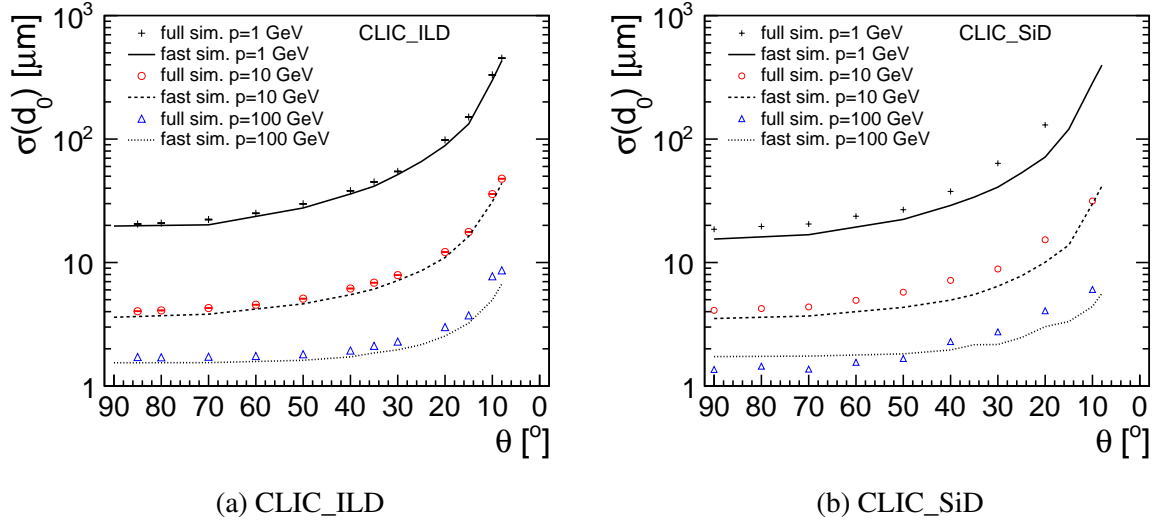 σ(d₀) [μm]
10³
10²
10
1
full sim. p=1 GeV
fast sim. p=1 GeV
full sim. p=10 GeV
fast sim. p=10 GeV
full sim. p=100 GeV
fast sim. p=100 GeV
CLIC_ILD
90 80 70 60 50 40 30 20 10 0
θ [°]
(a) CLIC_ILD
σ(d₀) [μm]
10³
10²
10
1
full sim. p=1 GeV
fast sim. p=1 GeV
full sim. p=10 GeV
fast sim. p=10 GeV
full sim. p=100 GeV
fast sim. p=100 GeV
CLIC_SiD
90 80 70 60 50 40 30 20 10 0
θ [°]
(b) CLIC_SiD